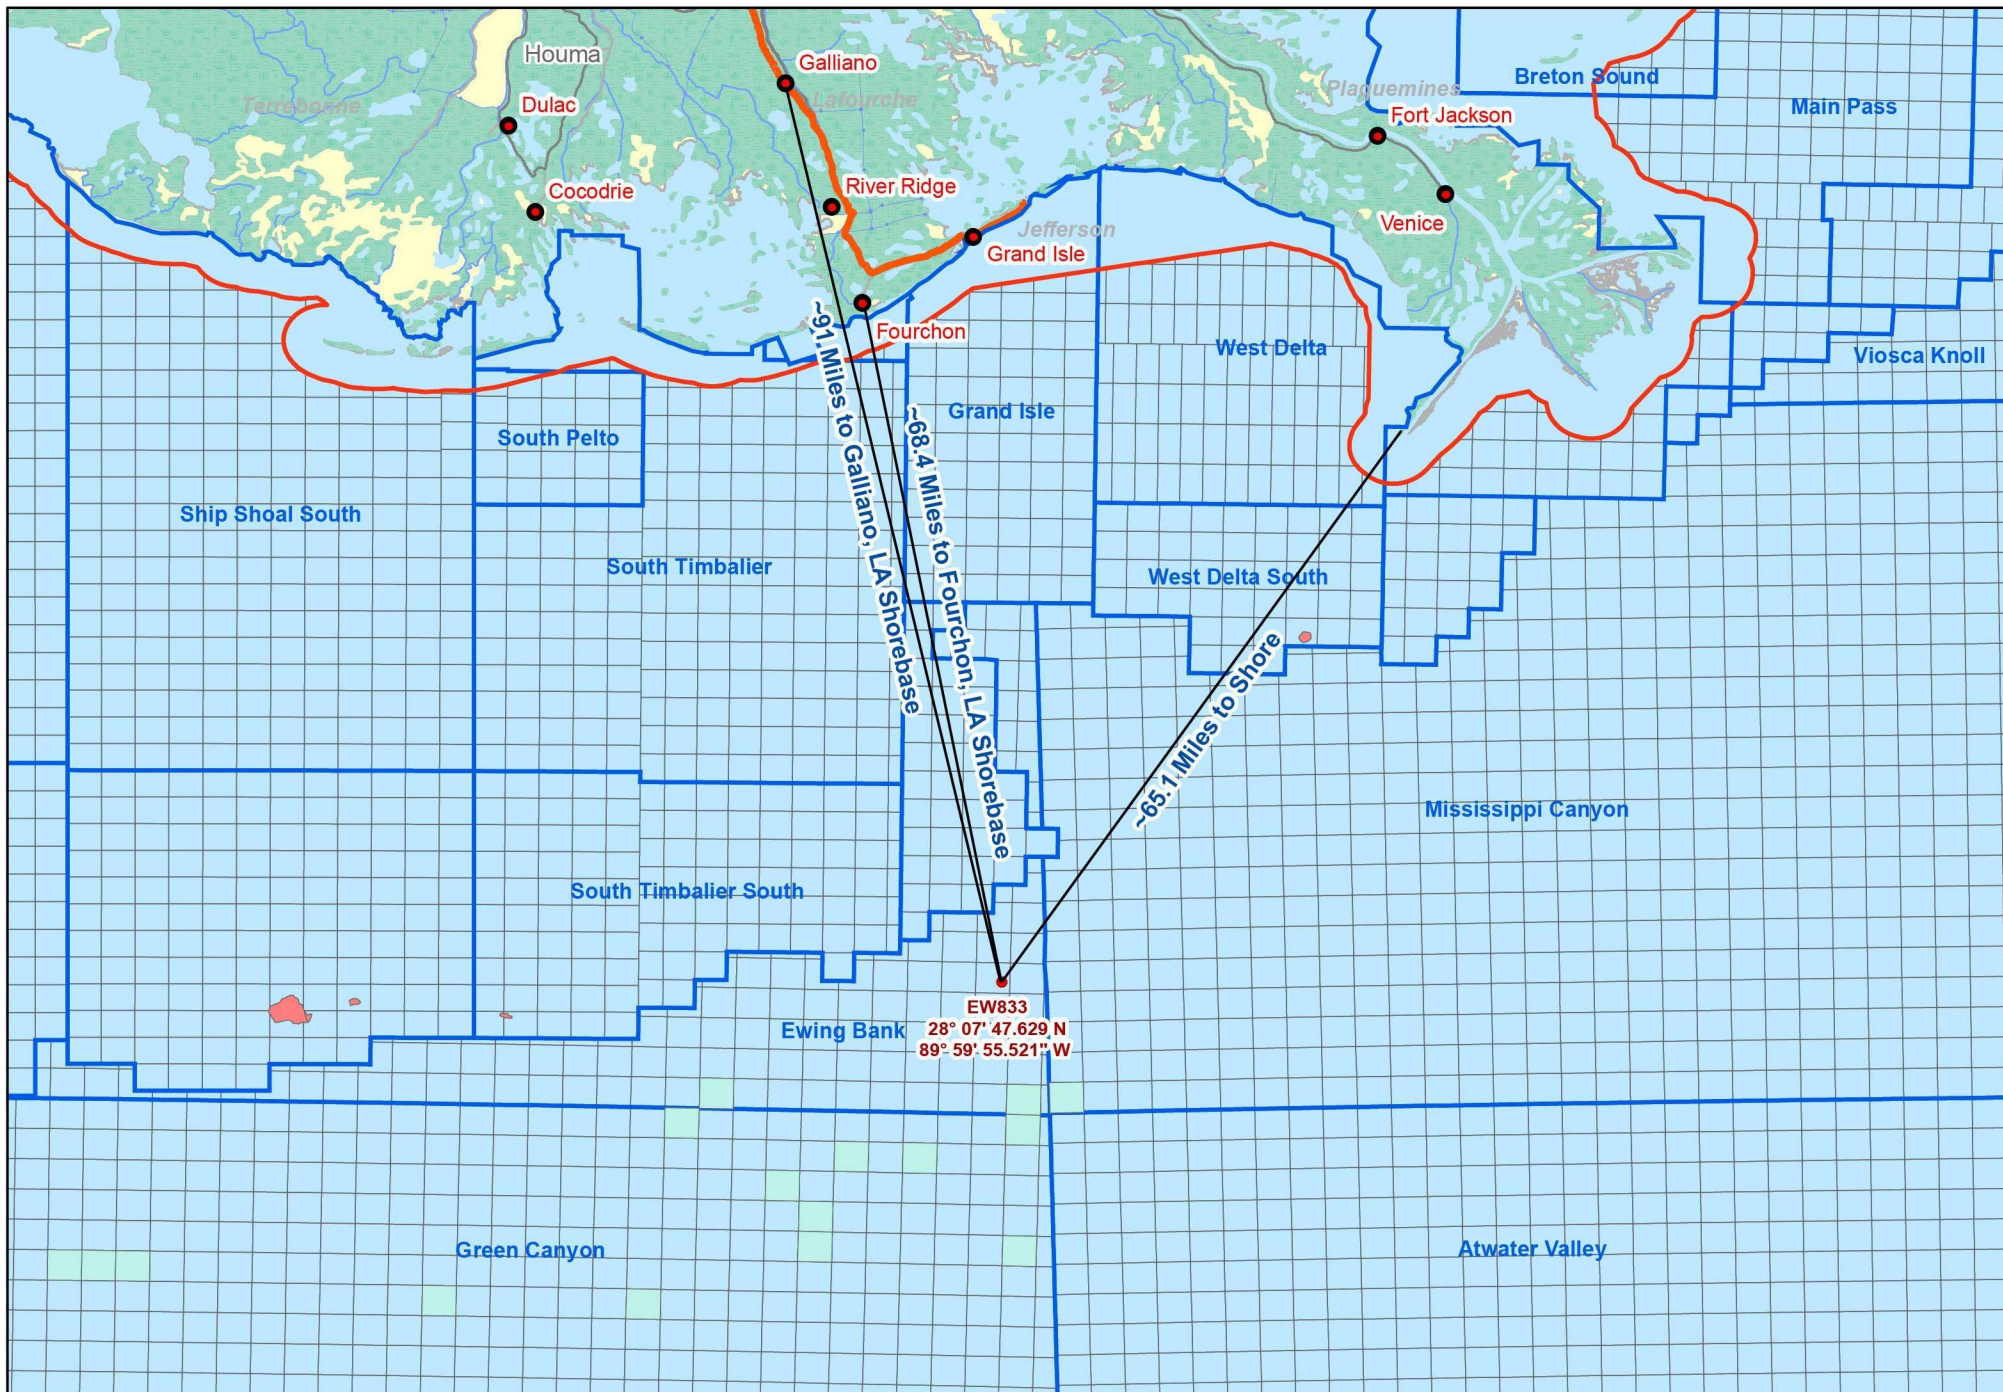 Houma
Galliano
Breton Sound
Plaquemines
Main Pass
Terrebonne
Dulac
Lafourche
Fort Jackson
Cocodrie
River Ridge
Venice
Jefferson
Grand Isle
Fourchon
West Delta
Viosca Knoll
Grand Isle
South Pelto
Ship Shoal South
South Timbalier
West Delta South
~91 Miles to Galliano, LA Shorebase
~68.4 Miles to Fourchon, LA Shorebase
~65.1 Miles to Shore
Mississippi Canyon
South Timbalier South
Ewing Bank
EW833
28° 07' 47.629 N
89° 59' 55.521" W
Green Canyon
Atwater Valley